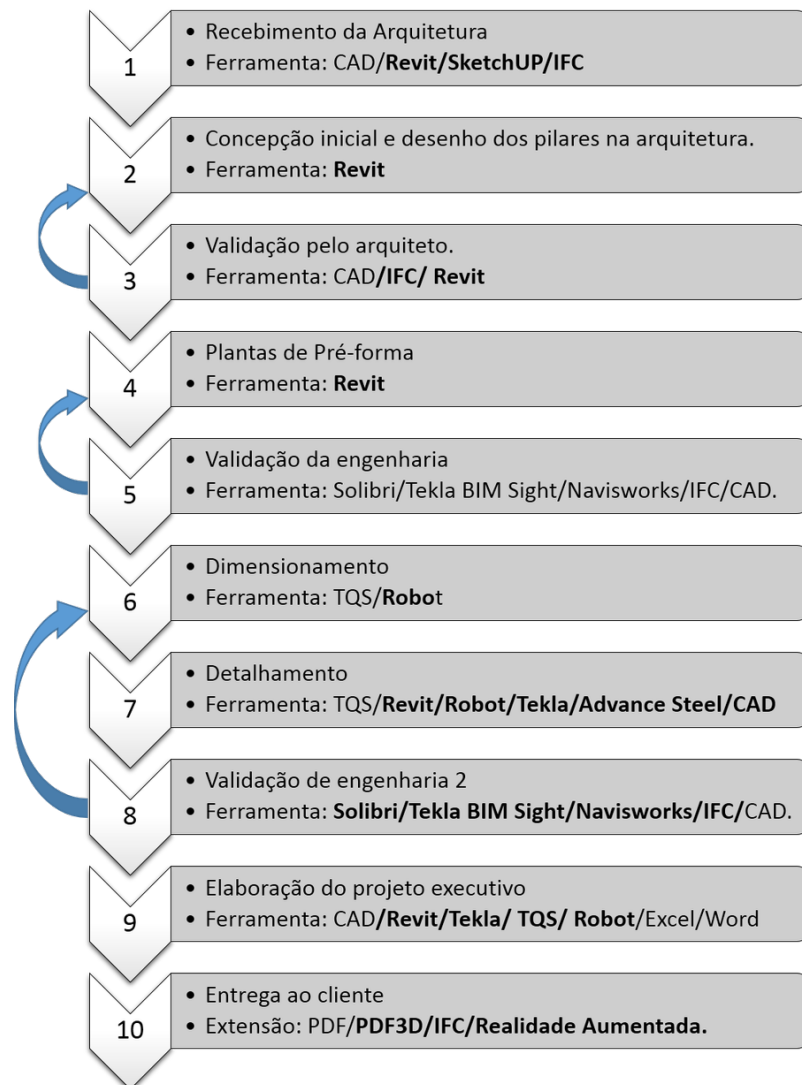 1
• Recebimento da Arquitetura
• Ferramenta: CAD/Revit/SketchUP/IFC
2
• Concepção inicial e desenho dos pilares na arquitetura.
• Ferramenta: Revit
3
• Validação pelo arquiteto.
• Ferramenta: CAD/IFC/ Revit
4
• Plantas de Pré-forma
• Ferramenta: Revit
5
• Validação da engenharia
• Ferramenta: Solibri/Tekla BIM Sight/Navisworks/IFC/CAD.
6
• Dimensionamento
• Ferramenta: TQS/Robot
7
• Detalhamento
• Ferramenta: TQS/Revit/Robot/Tekla/Advance Steel/CAD
8
• Validação de engenharia 2
• Ferramenta: Solibri/Tekla BIM Sight/Navisworks/IFC/CAD.
9
• Elaboração do projeto executivo
• Ferramenta: CAD/Revit/Tekla/ TQS/ Robot/Excel/Word
10
• Entrega ao cliente
• Extensão: PDF/PDF3D/IFC/Realidade Aumentada.